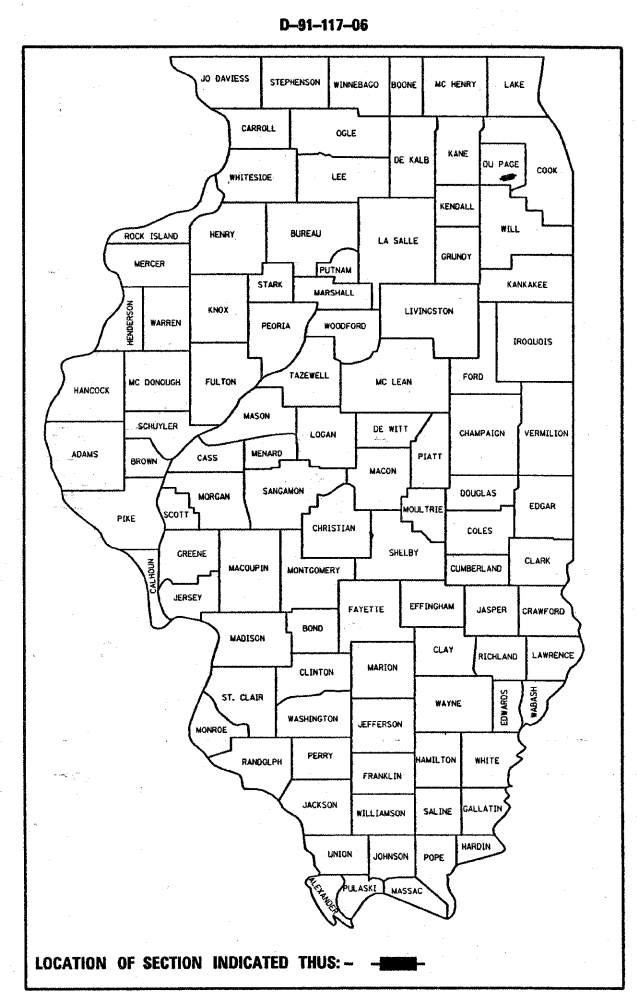 D-91-117-06
JO DAVIESS
STEPHENSON
WINNEBAGO
BOONE
MC HENRY
LAKE
CARROLL
OGLE
DE KALB
KANE
DU PAGE
COOK
WHITESIDE
LEE
KENDALL
ROCK ISLAND
HENRY
BUREAU
LA SALLE
WILL
GRUNDY
MERCER
PUTNAM
STARK
MARSHALL
KANKAKEE
HENDERSON
WARREN
KNOX
PEORIA
WOODFORD
LIVINGSTON
IROQUOIS
HANCOCK
MC DONOUGH
FULTON
TAZEWELL
MC LEAN
FORD
MASON
SCHUYLER
LOGAN
DE WITT
CHAMPAIGN
VERMILION
ADAMS
BROWN
CASS
MENARD
PIATT
MACON
SANGAMON
MORGAN
DOUGLAS
MOULTRIE
EDGAR
PIKE
SCOTT
CHRISTIAN
COLES
GREENE
MACOUPIN
MONTGOMERY
SHELBY
CUMBERLAND
CLARK
CALHOUN
JERSEY
FAYETTE
EFFINGHAM
JASPER
CRAWFORD
MADISON
BOND
CLAY
RICHLAND
LAWRENCE
CLINTON
MARION
ST. CLAIR
WAYNE
EDWARDS
WABASH
WASHINGTON
JEFFERSON
MONROE
RANDOLPH
PERRY
HAMILTON
WHITE
FRANKLIN
JACKSON
WILLIAMSON
SALINE
GALLATIN
UNION
JOHNSON
POPE
HARDIN
ALEXANDER
PULASKI
MASSAC
LOCATION OF SECTION INDICATED THUS: -